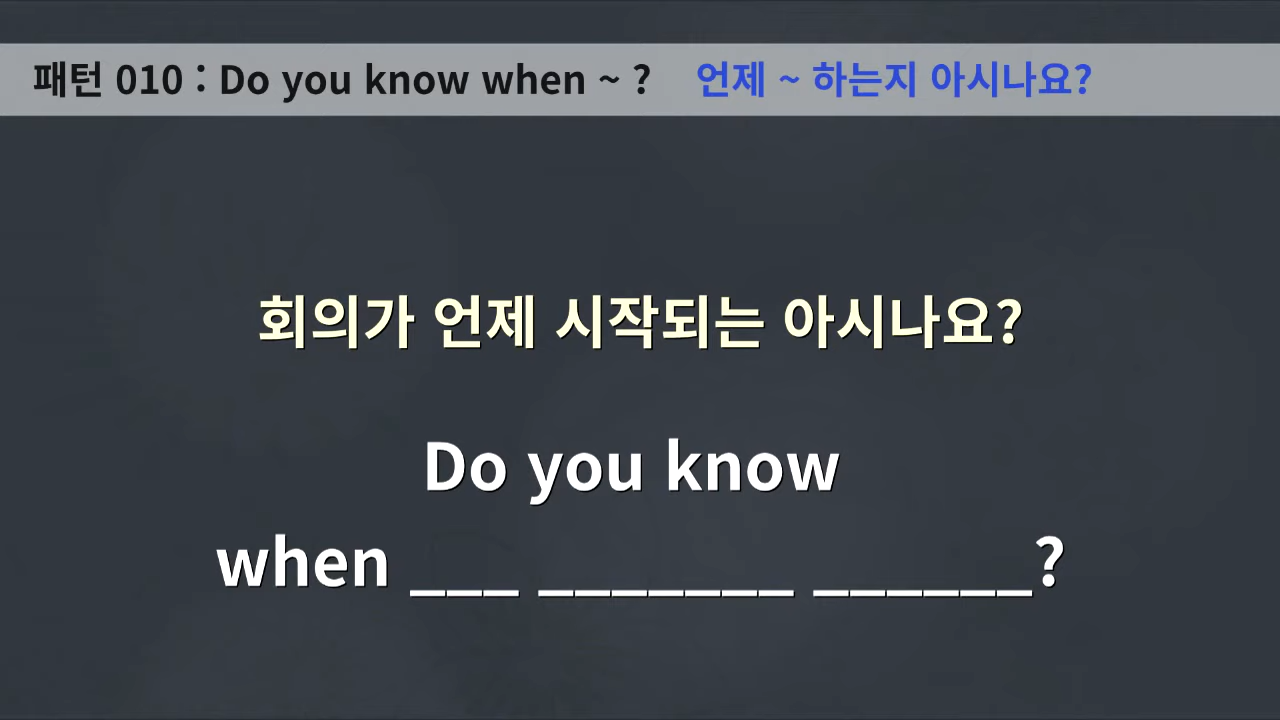 패턴 010 : Do you know when ~ ? 언제 ~ 하는지 아시나요?
회의가 언제 시작되는 아시나요?
Do you know
when ___ _______ ______?